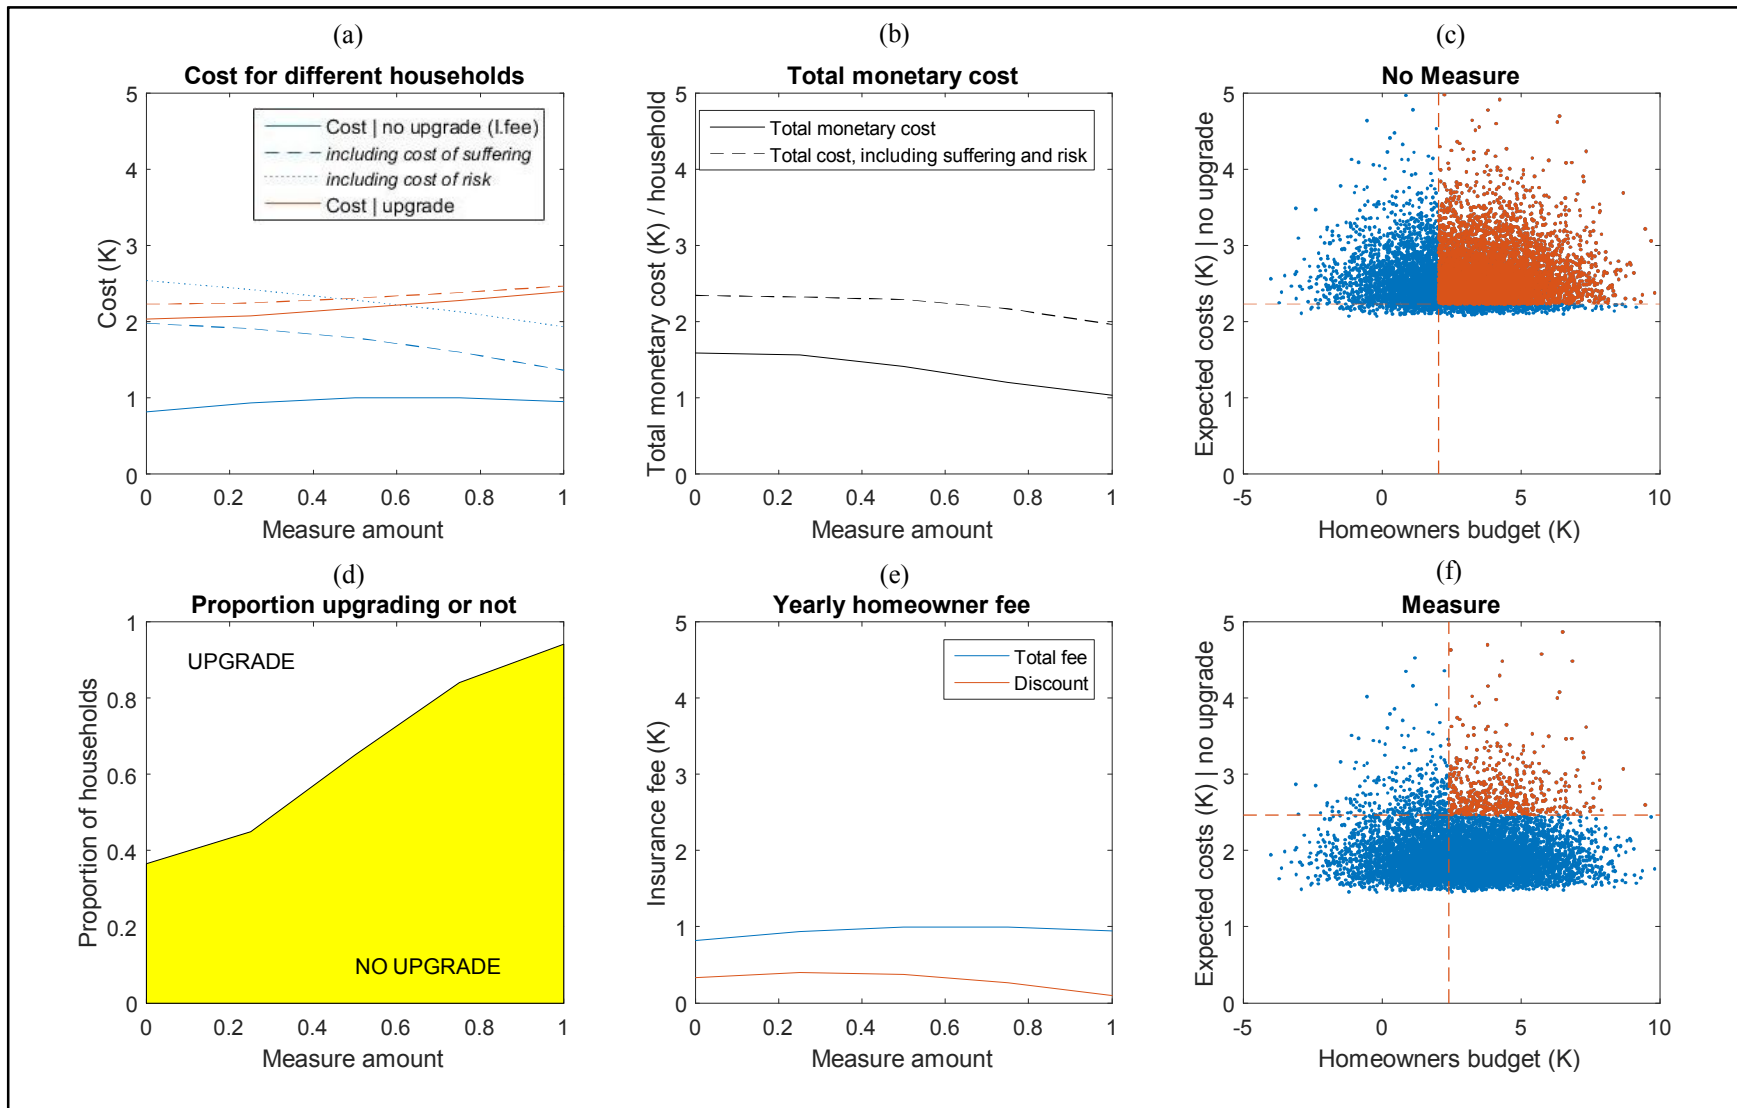 (a)
Cost for different households
Cost | no upgrade (I.fee)
including cost of suffering
including cost of risk
Cost | upgrade
Cost (K)
5
4
3
2
1
0
0 0.2 0.4 0.6 0.8 1
Measure amount
(b)
Total monetary cost
Total monetary cost
Total cost, including suffering and risk
Total monetary cost (K) / household
5
4
3
2
1
0
0 0.2 0.4 0.6 0.8 1
Measure amount
(c)
No Measure
Expected costs (K) | no upgrade
5
4
3
2
1
0
-5 0 5 10
Homeowners budget (K)
(d)
Proportion upgrading or not
UPGRADE
NO UPGRADE
Proportion of households
1
0.8
0.6
0.4
0.2
0
0 0.2 0.4 0.6 0.8 1
Measure amount
(e)
Yearly homeowner fee
Total fee
Discount
Insurance fee (K)
5
4
3
2
1
0
0 0.2 0.4 0.6 0.8 1
Measure amount
(f)
Measure
Expected costs (K) | no upgrade
5
4
3
2
1
0
-5 0 5 10
Homeowners budget (K)